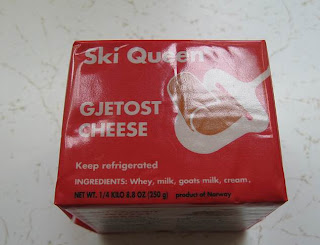 Ski Queen
GJETOST
CHEESE
Keep refrigerated
INGREDIENTS: Whey, milk, goats milk, cream.
NET WT. 1/4 KILO 8.8 OZ (250 g) product of Norway